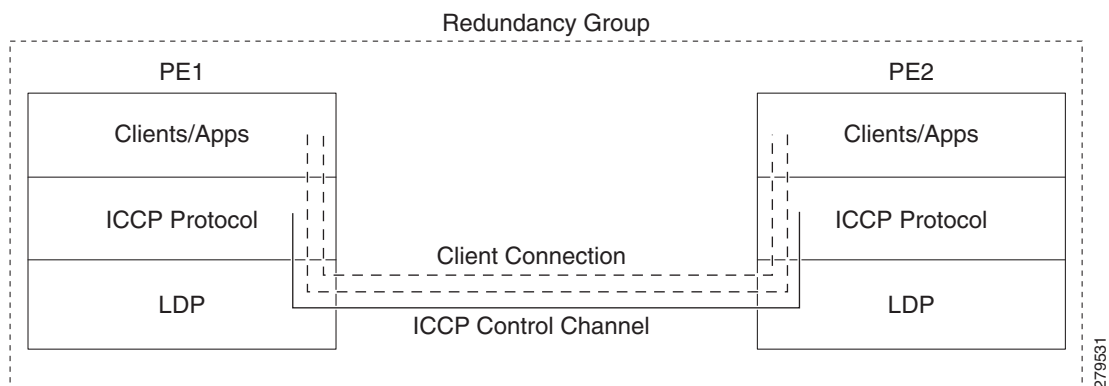 Redundancy Group
PE1
PE2
Clients/Apps
Clients/Apps
ICCP Protocol
ICCP Protocol
Client Connection
LDP
LDP
ICCP Control Channel
279531